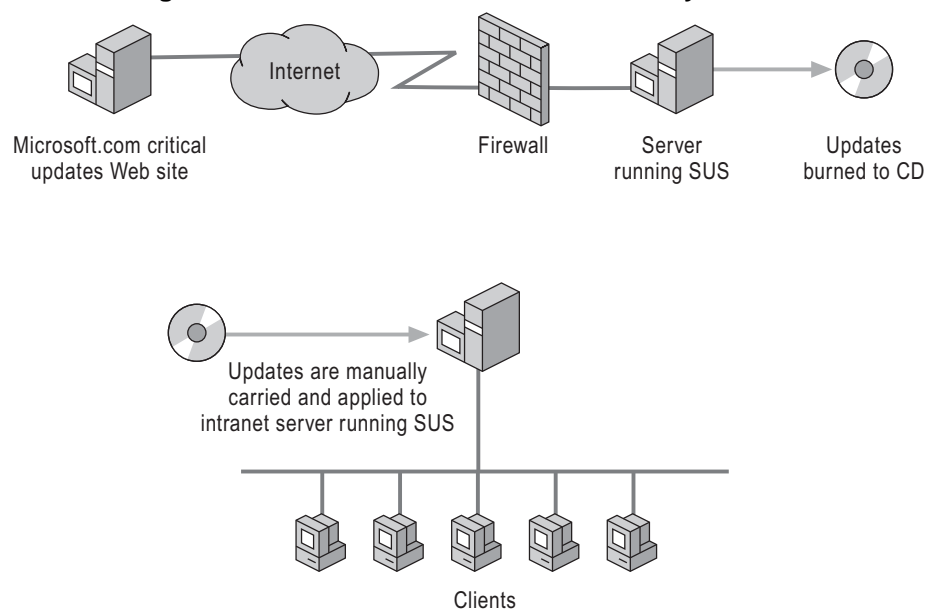 Internet
Microsoft.com critical
updates Web site
Firewall
Server
running SUS
Updates
burned to CD
Updates are manually
carried and applied to
intranet server running SUS
Clients